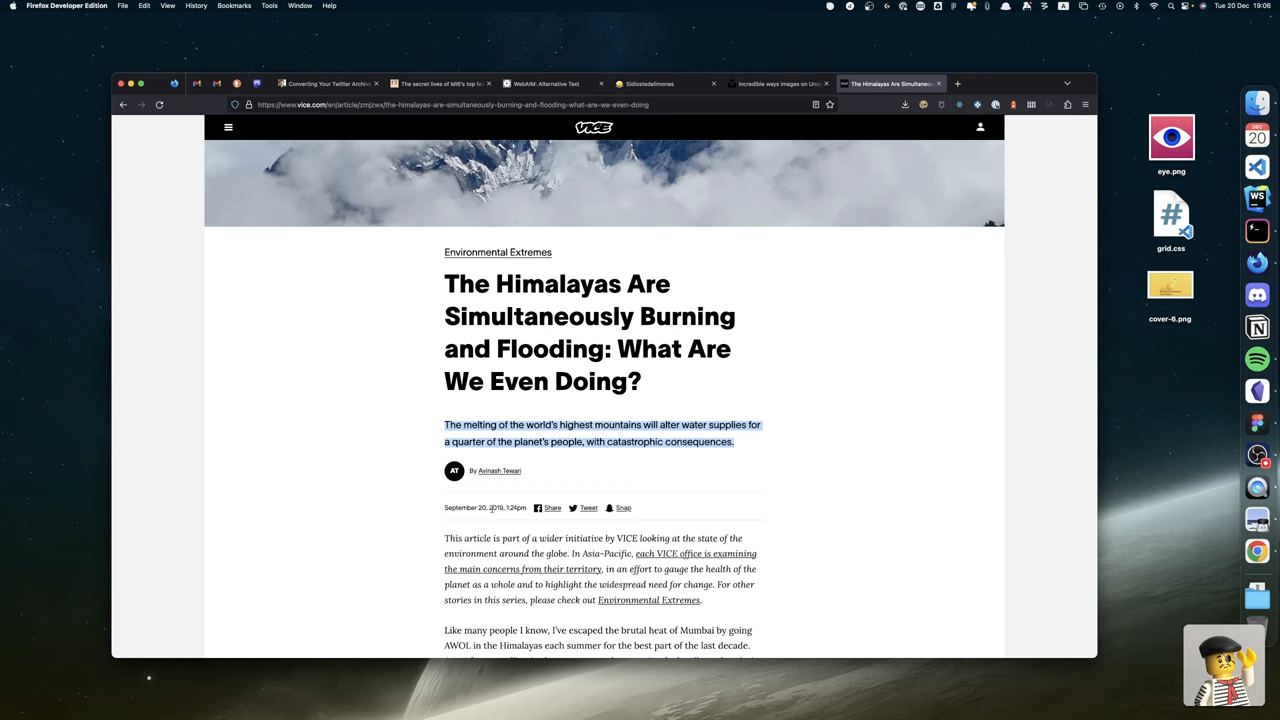 Firefox Developer Edition File Edit View History Bookmarks Tools Window Help
Tue 20 Dec 19:06
Converting Your Twitter Archiv
The secret lives of MI6's top fe
WebAIM: Alternative Text
Sidlostedalimones
Incredible ways images on Uns
The Himalayas Are Simultaneou
https://www.vice.com/en/article/zmjzwx/the-himalayas-are-simultaneously-burning-and-flooding-what-are-we-even-doing
VICE
Environmental Extremes
The Himalayas Are
Simultaneously Burning
and Flooding: What Are
We Even Doing?
The melting of the world's highest mountains will alter water supplies for
a quarter of the planet's people, with catastrophic consequences.
AT By Avinash Tewari
September 20, 2019, 1:24pm Share Tweet Snap
This article is part of a wider initiative by VICE looking at the state of the
environment around the globe. In Asia-Pacific, each VICE office is examining
the main concerns from their territory, in an effort to gauge the health of the
planet as a whole and to highlight the widespread need for change. For other
stories in this series, please check out Environmental Extremes.
Like many people I know, I've escaped the brutal heat of Mumbai by going
AWOL in the Himalayas each summer for the best part of the last decade.
eye.png
#
grid.css
cover-6.png
DEC
20
WS